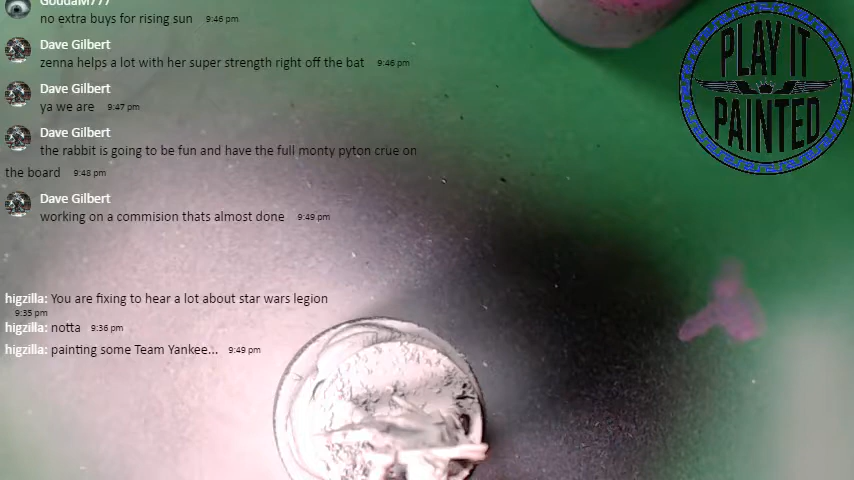 GoudaM777
no extra buys for rising sun 9:46 pm
Dave Gilbert
zenna helps a lot with her super strength right off the bat 9:46 pm
Dave Gilbert
ya we are 9:47 pm
Dave Gilbert
the rabbit is going to be fun and have the full monty pyton crue on
the board 9:48 pm
Dave Gilbert
working on a commision thats almost done 9:49 pm
higzilla: You are fixing to hear a lot about star wars legion
9:35 pm
higzilla: notta 9:36 pm
higzilla: painting some Team Yankee... 9:49 pm
PLAY IT
PAINTED